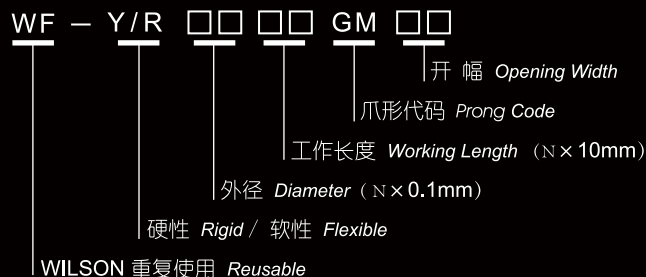 WF – Y/R □□ □□ GM □□
开 幅 Opening Width
爪形代码 Prong Code
工作长度 Working Length (N×10mm)
外径 Diameter (N×0.1mm)
硬性 Rigid / 软性 Flexible
WILSON 重复使用 Reusable